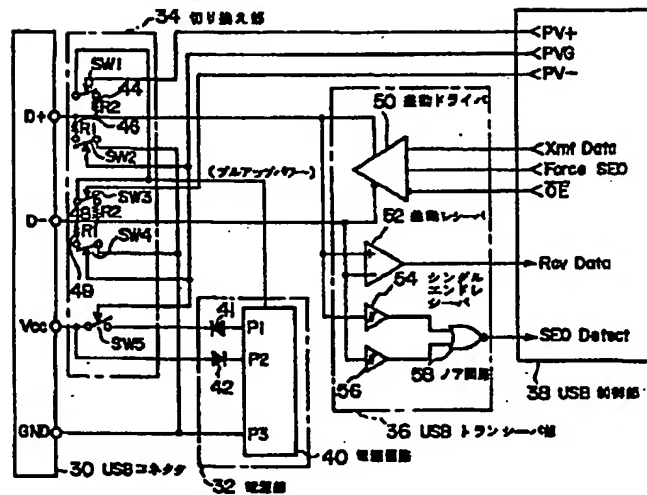 34 切り換え部
SW1
44
PV+
PVG
PV-
R2
D+
46
R1
SW2
50 差動ドライバ
Xmt Data
Force SEO
OE
(プルアップパワー)
SW3
48
R2
D-
R1
SW4
49
52 差動レシーバ
Rcv Data
54 シングル
エンドレ
シーバ
Vcc
SW5
41
P1
42
P2
SEO Detect
56
58 ノア回路
38 USB 制御部
GND
P3
36 USB トランシーバ部
40 電源回路
30 USBコネクタ
32 電源部